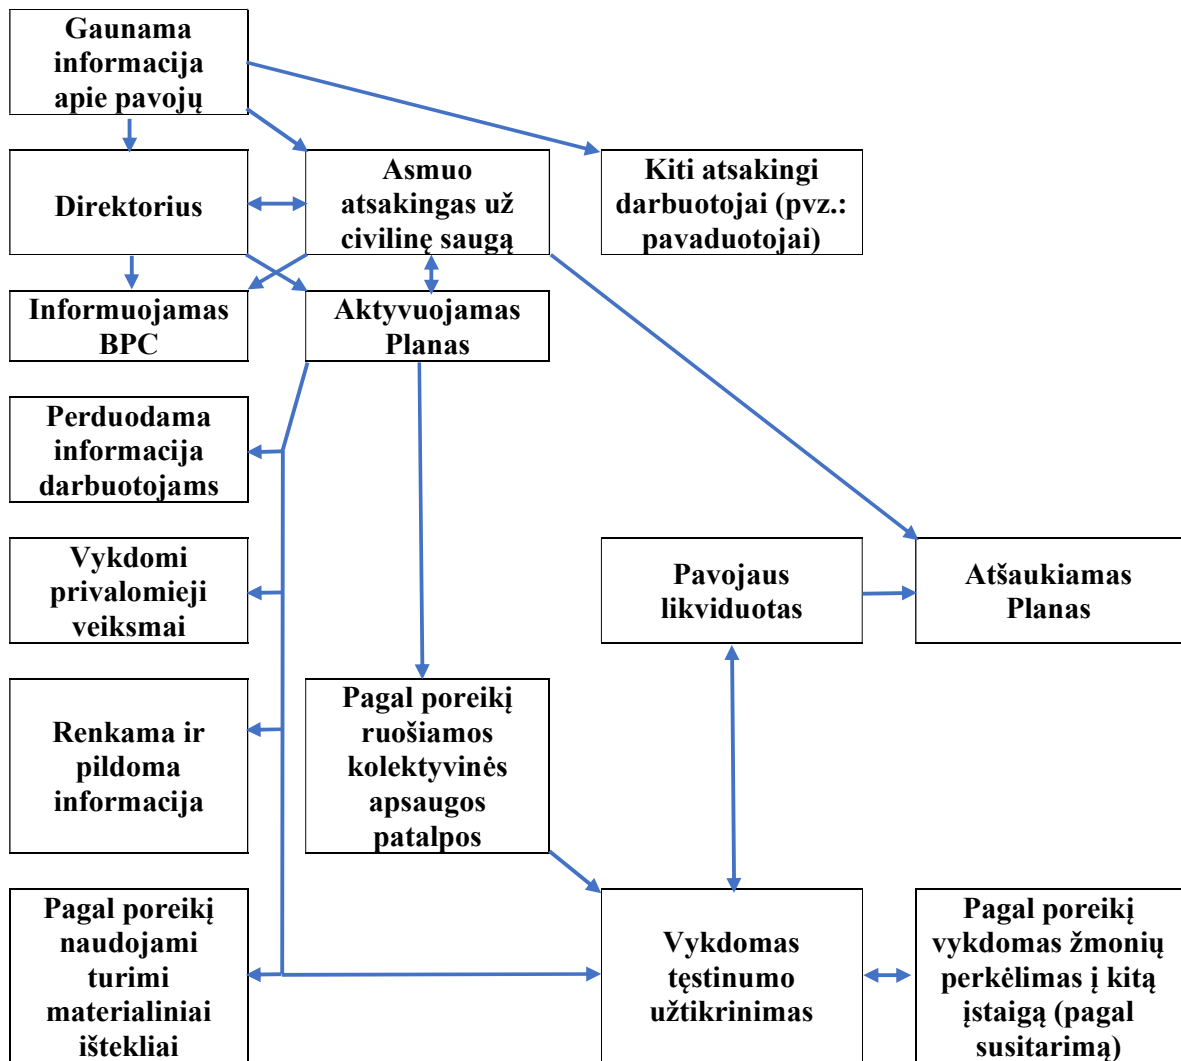 Gaunama
informacija
apie pavojų
Direktorius
Asmuo
atsakingas už
civilinę saugą
Kiti atsakingi
darbuotojai (pvz.:
pavaduotojai)
Informuojamas
BPC
Aktyvuojamas
Planas
Perduodama
informacija
darbuotojams
Vykdomi
privalomieji
veiksmai
Pavojaus
likviduotas
Atšaukiamas
Planas
Renkama ir
pildoma
informacija
Pagal poreikį
ruošiamos
kolektyvinės
apsaugos
patalpos
Pagal poreikį
naudojami
turimi
materialiniai
ištekliai
Vykdomas
tęstinumo
užtikrinimas
Pagal poreikį
vykdomas žmonių
perkėlimas į kitą
įstaigą (pagal
susitarimą)